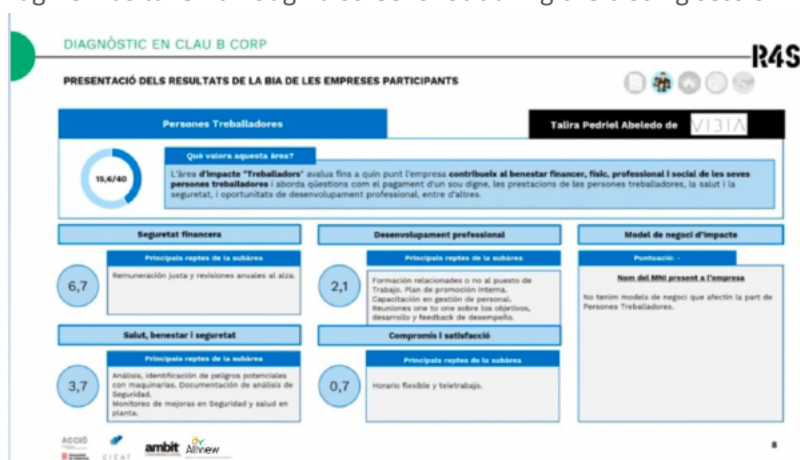 DIAGNÒSTIC EN CLAU B CORP
R4S
PRESENTACIÓ DELS RESULTATS DE LA BIA DE LES EMPRESES PARTICIPANTS
Persones Treballadores
Talira Pedriel Abeledo de VIBIA
15,6/40
Què valora aquesta àrea?
L'àrea d'impacte "Treballadors" avalua fins a quin punt l'empresa contribueix al benestar financer, físic, professional i social de les seves
persones treballadores i aborda qüestions com el pagament d'un sou digne, les prestacions de les persones treballadores, la salut i la
seguretat, i oportunitats de desenvolupament professional, entre d'altres.
Seguretat financera
Principals reptes de la subàrea
6,7
Remuneración justa y revisiones anuales al alza.
Desenvolupament professional
Principals reptes de la subàrea
2,1
Formación relacionades o no al puesto de
Trabajo. Plan de promoción interna.
Capacitación en gestión de personal.
Reuniones one to one sobre los objetivos,
desarrollo y feedback de desempeño.
Model de negoci d'impacte
Puntuació: -
Nom del MNI present a l'empresa
No tenim models de negoci que afectin la part de
Persones Treballadores.
Salut, benestar i seguretat
Principals reptes de la subàrea
3,7
Análisis, identificación de peligros potenciales
con maquinarias. Documentación de análisis de
Seguridad.
Monitoreo de mejoras en Seguridad y salud en
planta.
Compromís i satisfacció
Principals reptes de la subàrea
0,7
Horario flexible y teletrabajo.
ACCIÓ
CICAT
ambit
Allview
8